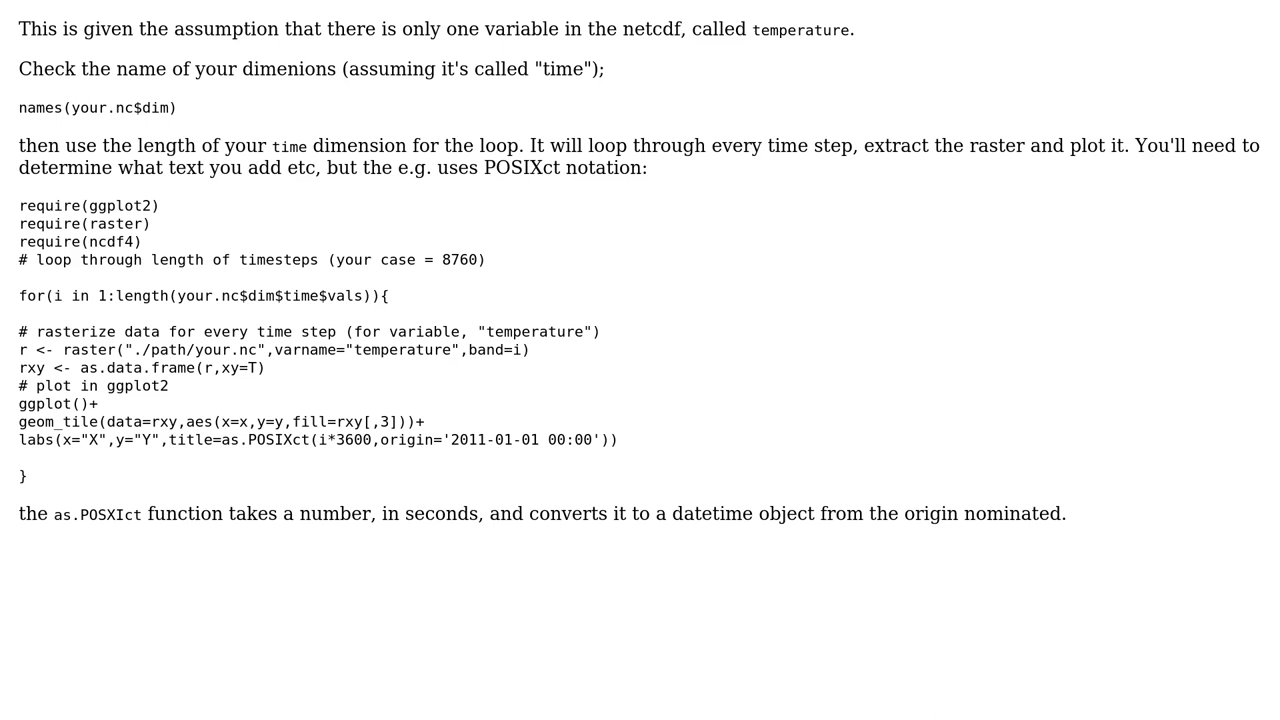 This is given the assumption that there is only one variable in the netcdf, called temperature.
Check the name of your dimenions (assuming it's called "time");
names(your.nc$dim)
then use the length of your time dimension for the loop. It will loop through every time step, extract the raster and plot it. You'll need to
determine what text you add etc, but the e.g. uses POSIXct notation:
require(ggplot2)
require(raster)
require(ncdf4)
# loop through length of timesteps (your case = 8760)
for(i in 1:length(your.nc$dim$time$vals)){
# rasterize data for every time step (for variable, "temperature")
r <- raster("./path/your.nc",varname="temperature",band=i)
rxy <- as.data.frame(r,xy=T)
# plot in ggplot2
ggplot()+
geom_tile(data=rxy,aes(x=x,y=y,fill=rxy[,3]))+
labs(x="X",y="Y",title=as.POSIXct(i*3600,origin='2011-01-01 00:00'))
}
the as.POSXIct function takes a number, in seconds, and converts it to a datetime object from the origin nominated.